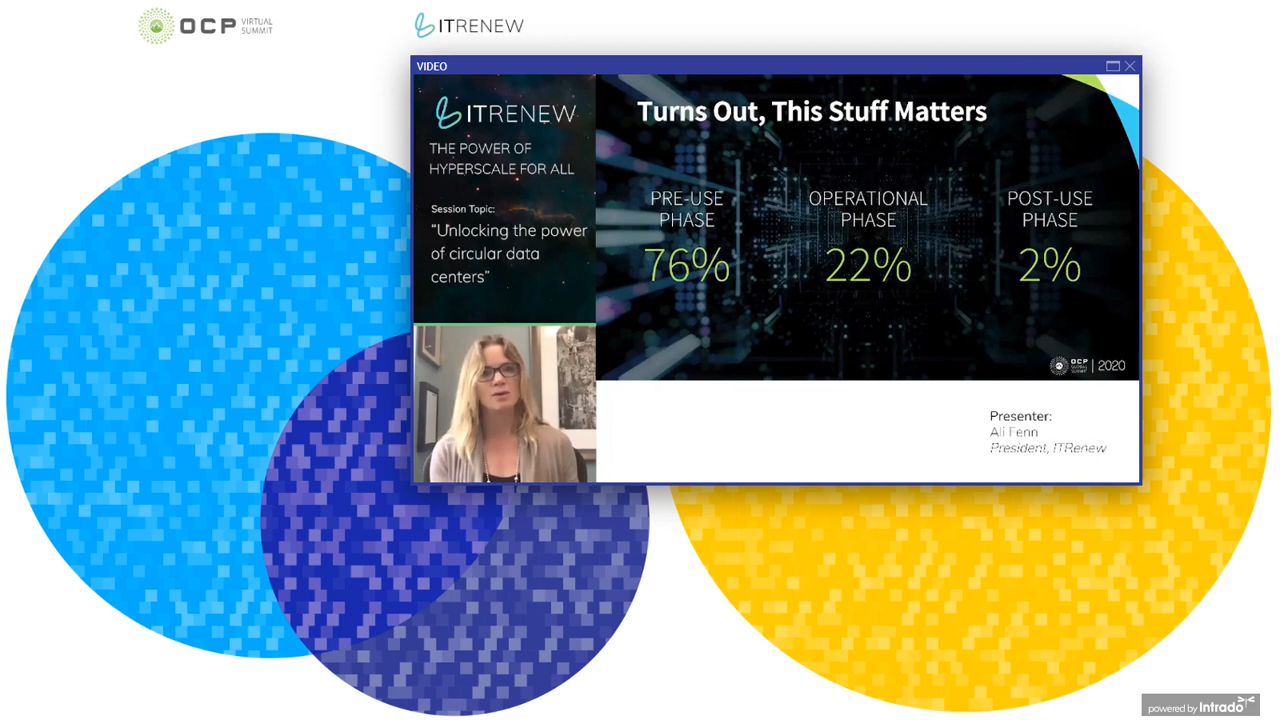 OCP VIRTUAL SUMMIT
ITRENEW
VIDEO
ITRENEW
THE POWER OF
HYPERSCALE FOR ALL
Session Topic:
“Unlocking the power
of circular data
centers”
Turns Out, This Stuff Matters
PRE-USE
PHASE
76%
OPERATIONAL
PHASE
22%
POST-USE
PHASE
2%
OCP GLOBAL SUMMIT | 2020
Presenter:
Ali Fenn
President, ITRenew
powered by Intrado